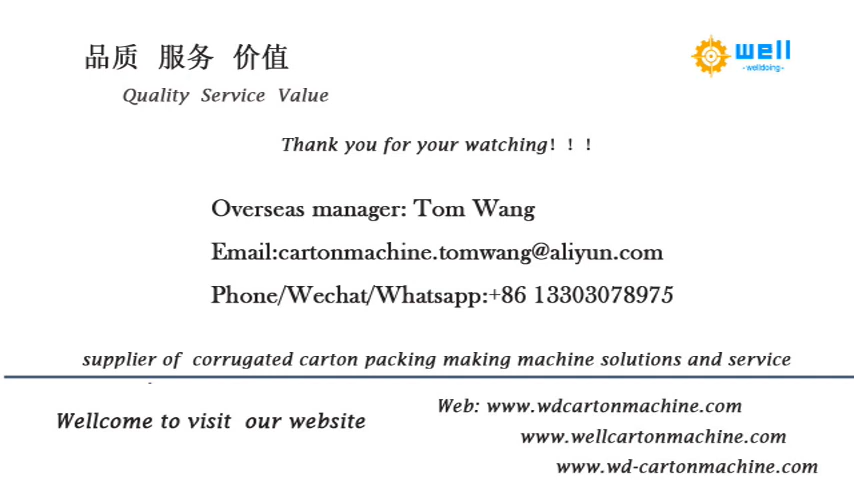 品质 服务 价值
well
-welldoing-
Quality Service Value
Thank you for your watching! ! !
Overseas manager: Tom Wang
Email:cartonmachine.tomwang@aliyun.com
Phone/Wechat/Whatsapp:+86 13303078975
supplier of corrugated carton packing making machine solutions and service
Wellcome to visit our website
Web: www.wdcartonmachine.com
www.wellcartonmachine.com
www.wd-cartonmachine.com